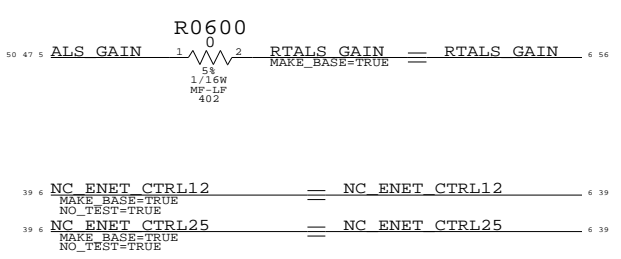 R0600
0
50 47 5 ALS_GAIN 1 2 RTALS_GAIN = RTALS_GAIN 6 56
MAKE_BASE=TRUE
5%
1/16W
MF-LF
402
39 6 NC_ENET_CTRL12 = NC_ENET_CTRL12 6 39
MAKE_BASE=TRUE
NO_TEST=TRUE
39 6 NC_ENET_CTRL25 = NC_ENET_CTRL25 6 39
MAKE_BASE=TRUE
NO_TEST=TRUE